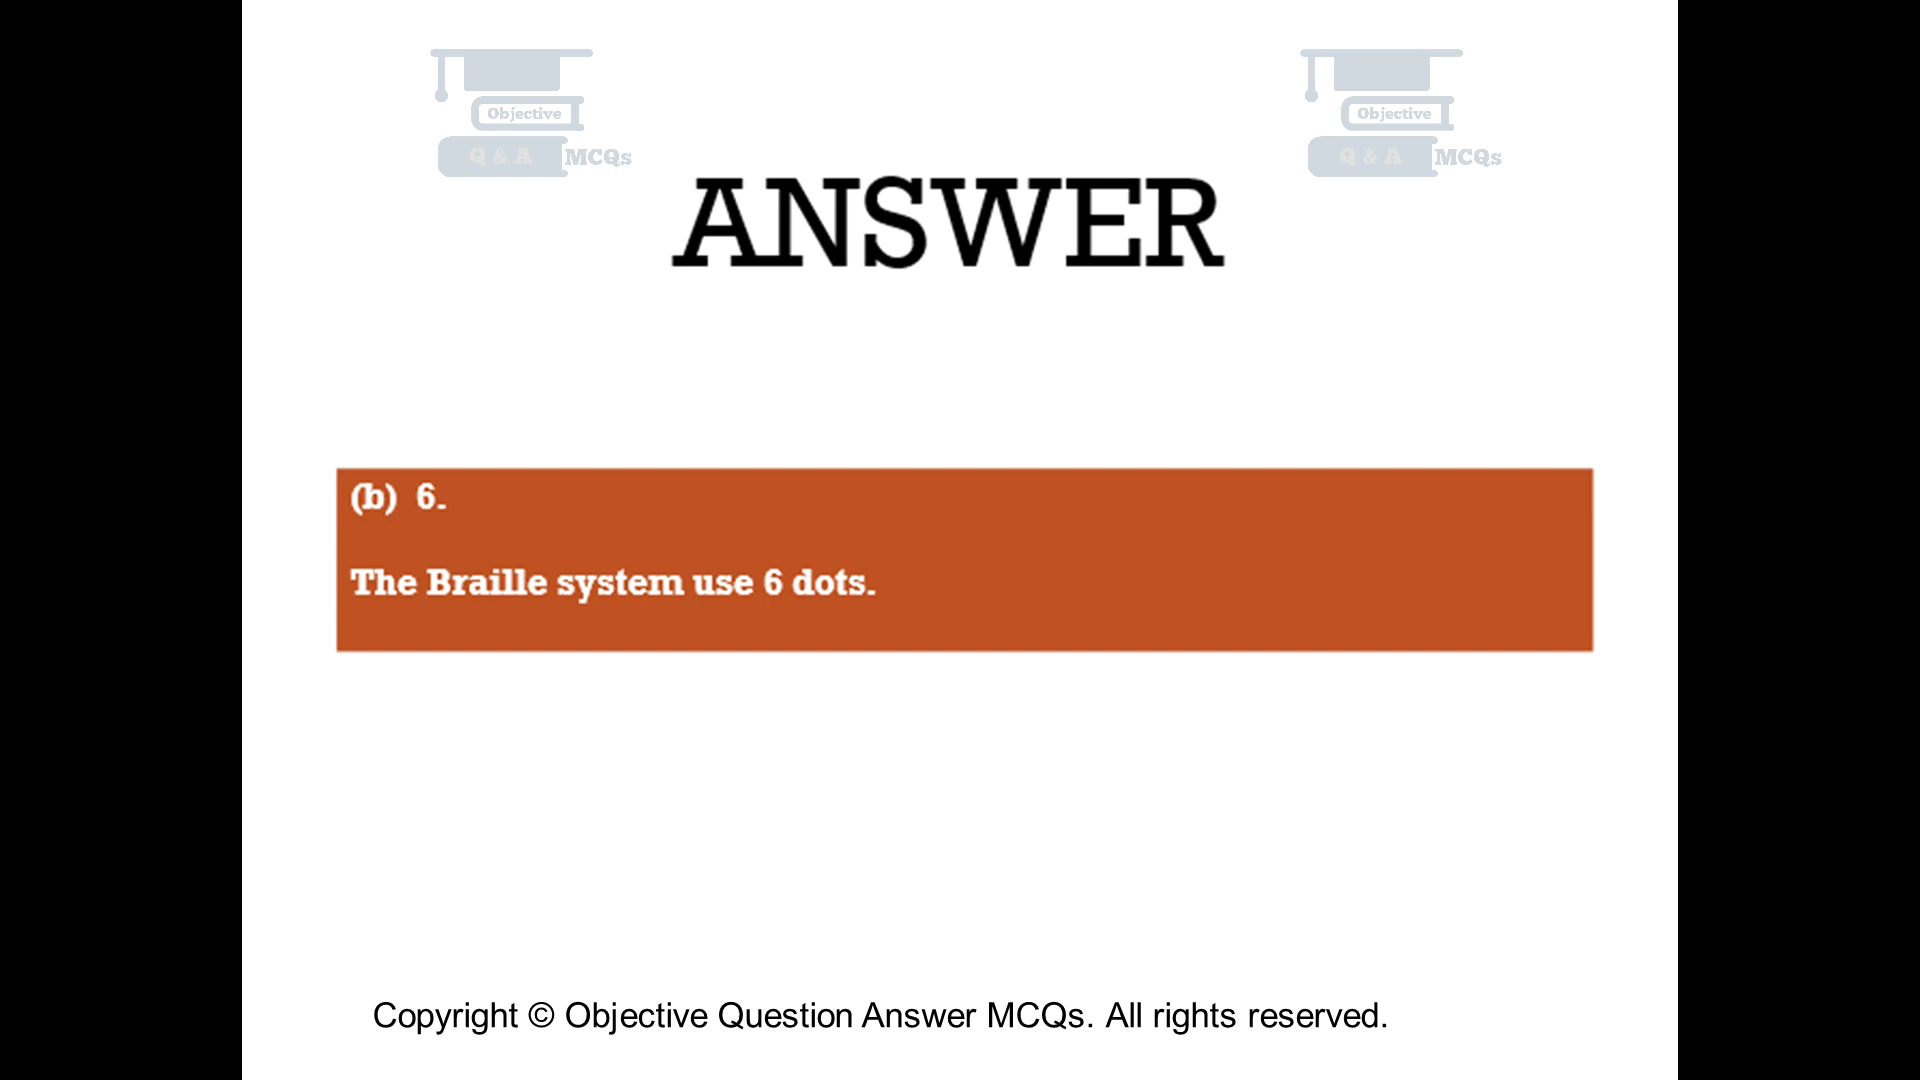 Objective
Q & A MCQs
Objective
Q & A MCQs
ANSWER
(b) 6.
The Braille system use 6 dots.
Copyright © Objective Question Answer MCQs. All rights reserved.